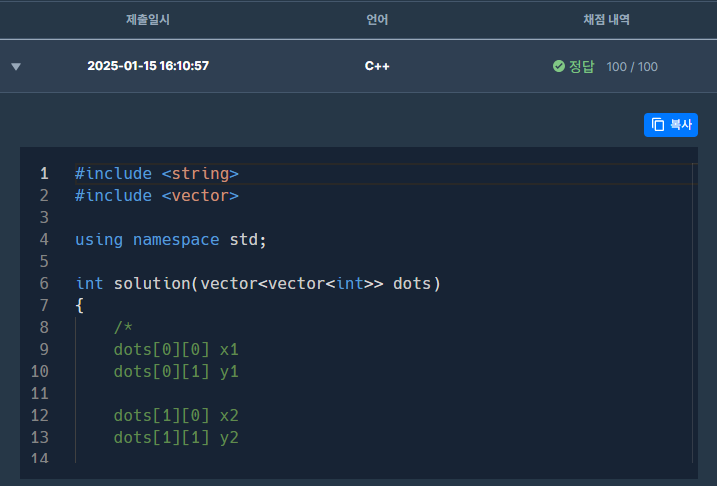 제출일시 언어 채점 내역
2025-01-15 16:10:57 C++ 정답 100 / 100
복사
1 #include <string>
2 #include <vector>
3
4 using namespace std;
5
6 int solution(vector<vector<int>> dots)
7 {
8 /*
9 dots[0][0] x1
10 dots[0][1] y1
11
12 dots[1][0] x2
13 dots[1][1] y2
14